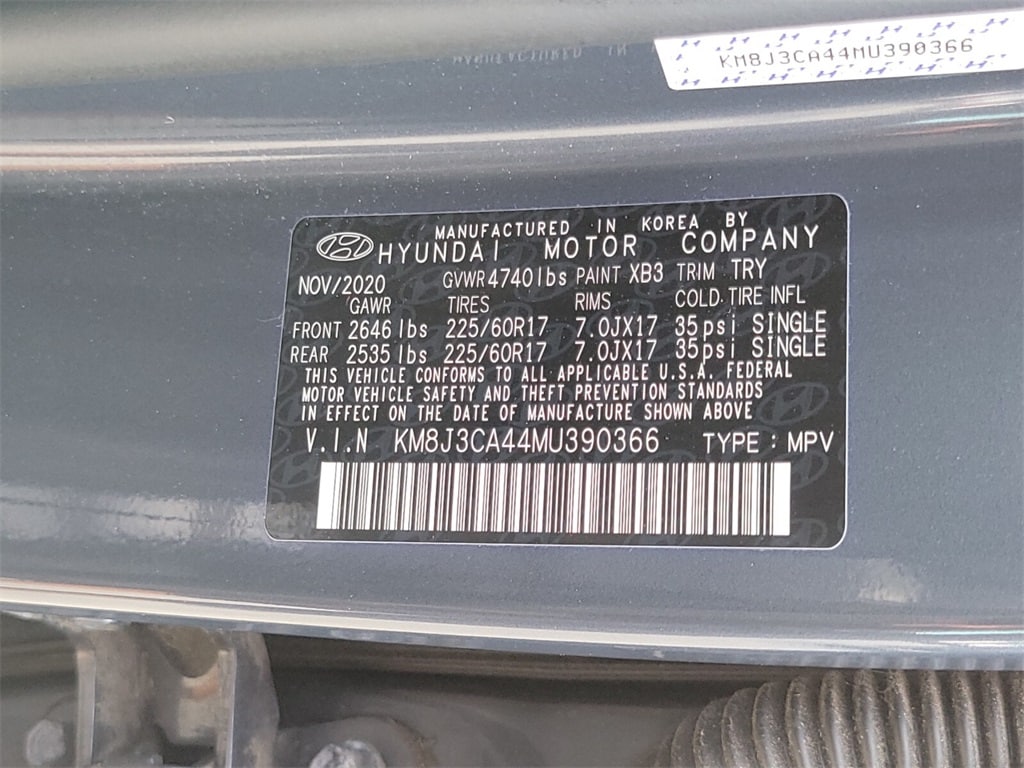 MANUFACTURED IN
KM8J3CA44MU390366
MANUFACTURED IN KOREA BY
HYUNDAI MOTOR COMPANY
NOV/2020 GVWR 4740lbs PAINT XB3 TRIM TRY
GAWR TIRES RIMS COLD TIRE INFL
FRONT 2646 lbs 225/60R17 7.0JX17 35psi SINGLE
REAR 2535 lbs 225/60R17 7.0JX17 35psi SINGLE
THIS VEHICLE CONFORMS TO ALL APPLICABLE U.S.A. FEDERAL
MOTOR VEHICLE SAFETY AND THEFT PREVENTION STANDARDS
IN EFFECT ON THE DATE OF MANUFACTURE SHOWN ABOVE
V.I.N KM8J3CA44MU390366 TYPE : MPV